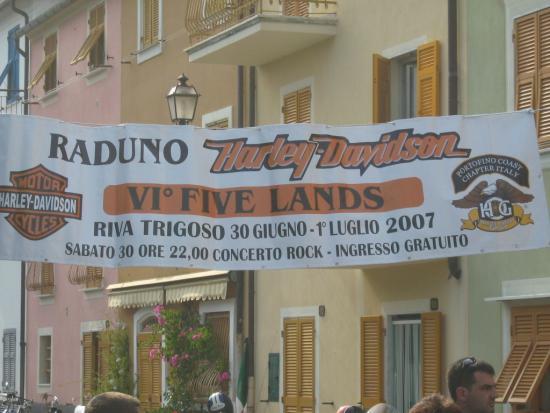 RADUNO Harley-Davidson
VI° FIVE LANDS
RIVA TRIGOSO 30 GIUGNO - 1° LUGLIO 2007
SABATO 30 ORE 22,00 CONCERTO ROCK - INGRESSO GRATUITO
MOTOR
HARLEY-DAVIDSON
CYCLES
PORTOFINO COAST
CHAPTER ITALY